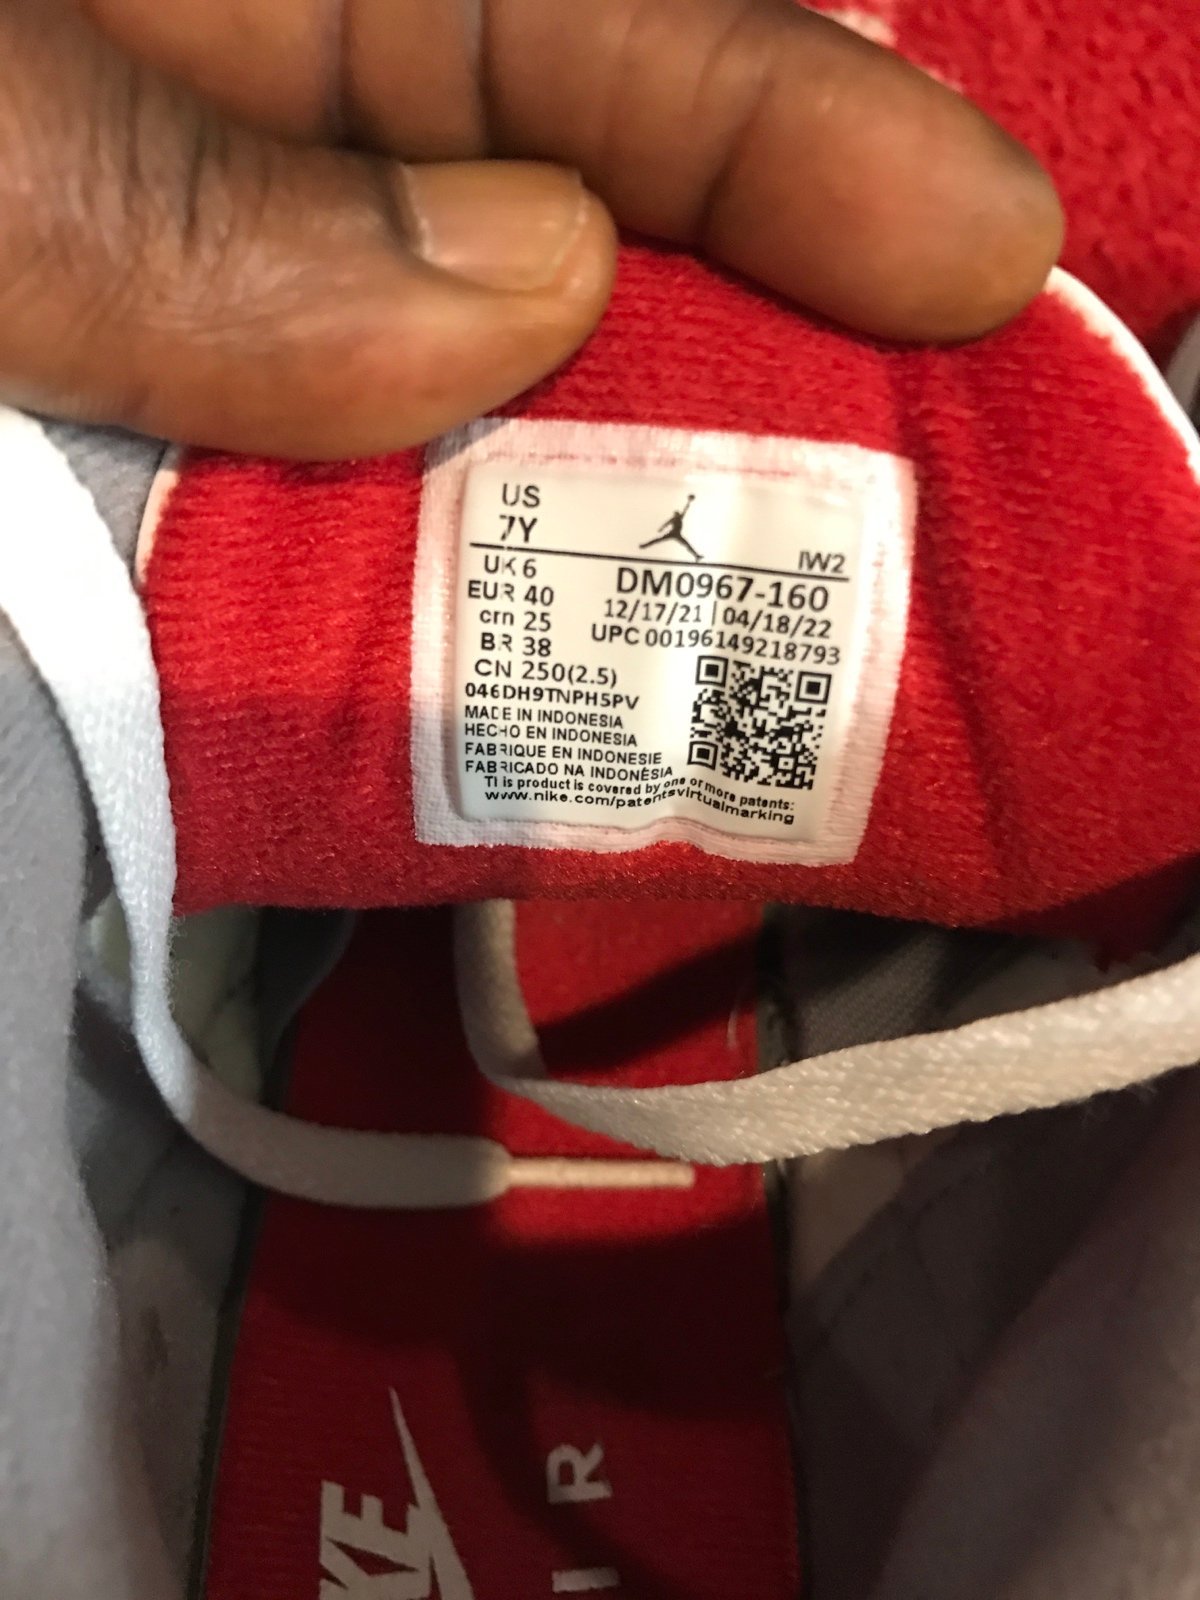 US
7Y
IW2
UK 6
EUR 40
cm 25
BR 38
CN 250(2.5)
DM0967-160
12/17/21 | 04/18/22
UPC 00196149218793
046DH9TNPH5PV
MADE IN INDONESIA
HECHO EN INDONESIA
FABRIQUE EN INDONESIE
FABRICADO NA INDONÉSIA
This product is covered by one or more patents:
www.nike.com/patentsvirtualmarking
KE
IR